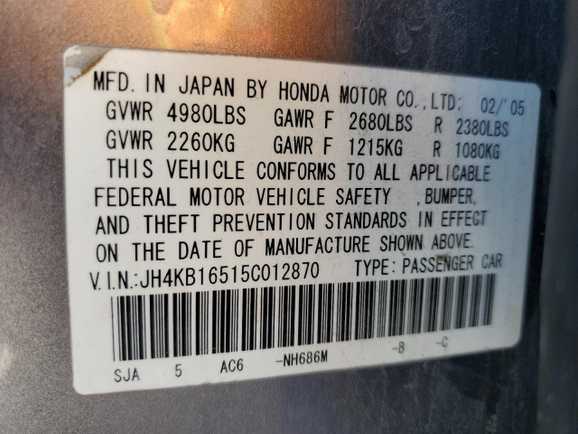 MFD. IN JAPAN BY HONDA MOTOR CO.,LTD: 02/'05
GVWR 4980LBS GAWR F 2680LBS R 2380LBS
GVWR 2260KG GAWR F 1215KG R 1080KG
THIS VEHICLE CONFORMS TO ALL APPLICABLE
FEDERAL MOTOR VEHICLE SAFETY ,BUMPER,
AND THEFT PREVENTION STANDARDS IN EFFECT
ON THE DATE OF MANUFACTURE SHOWN ABOVE.
V.I.N:JH4KB16515C012870 TYPE: PASSENGER CAR
SJA 5 AC6 -NH686M -B -C